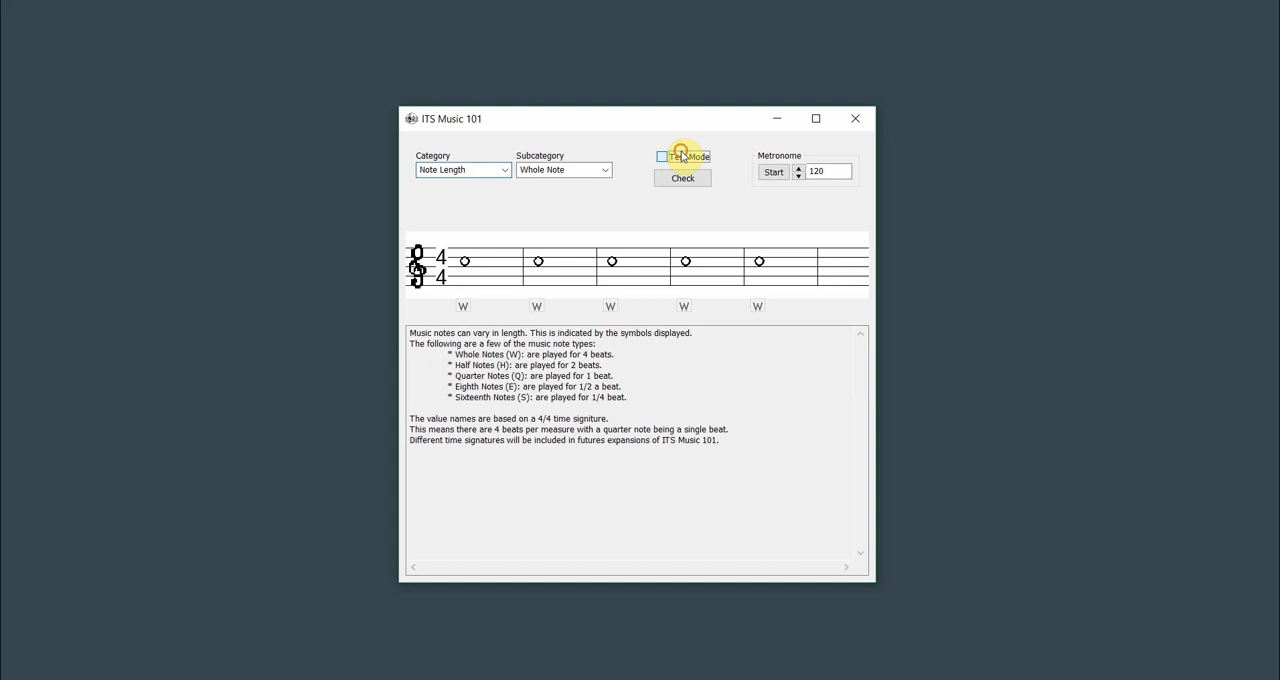 ITS Music 101
Category Subcategory Mode Metronome
Note Length Whole Note Check Start 120
4
4
W W W W W
Music notes can vary in length. This is indicated by the symbols displayed.
The following are a few of the music note types:
* Whole Notes (W): are played for 4 beats.
* Half Notes (H): are played for 2 beats.
* Quarter Notes (Q): are played for 1 beat.
* Eighth Notes (E): are played for 1/2 a beat.
* Sixteenth Notes (S): are played for 1/4 beat.
The value names are based on a 4/4 time signiture.
This means there are 4 beats per measure with a quarter note being a single beat.
Different time signatures will be included in futures expansions of ITS Music 101.